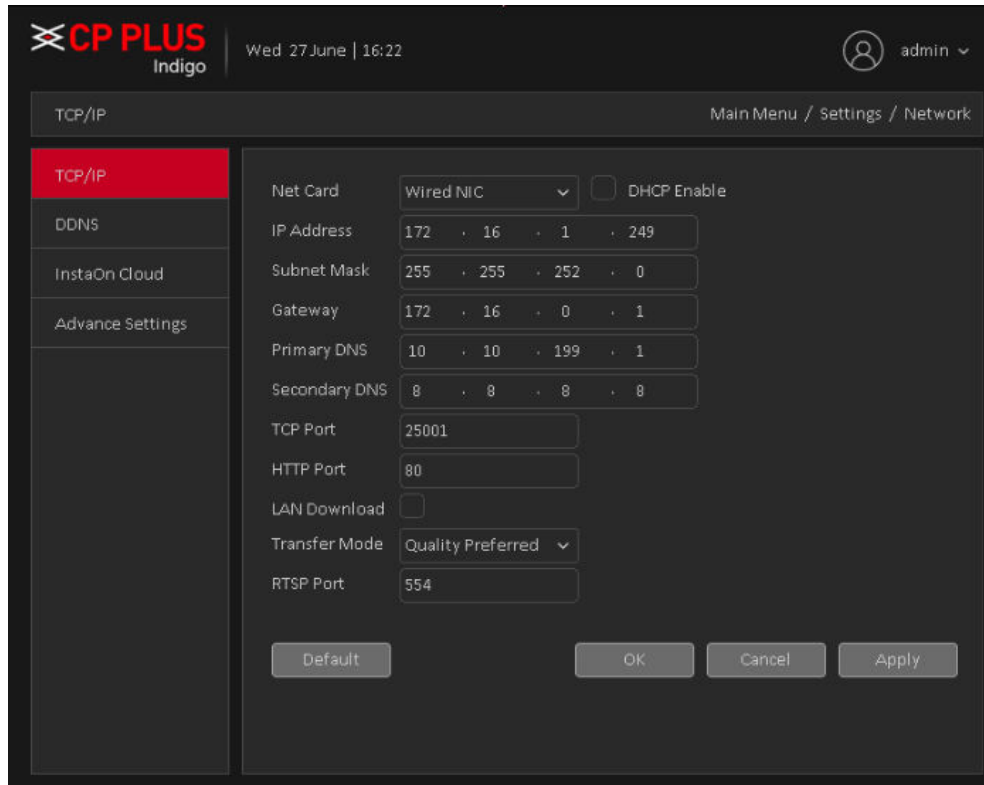 CP PLUS
Indigo
Wed 27 June | 16:22
admin
TCP/IP
Main Menu / Settings / Network
TCP/IP
DDNS
InstaOn Cloud
Advance Settings
Net Card Wired NIC DHCP Enable
IP Address 172 . 16 . 1 . 249
Subnet Mask 255 . 255 . 252 . 0
Gateway 172 . 16 . 0 . 1
Primary DNS 10 . 10 . 199 . 1
Secondary DNS 8 . 8 . 8 . 8
TCP Port 25001
HTTP Port 80
LAN Download
Transfer Mode Quality Preferred
RTSP Port 554
Default OK Cancel Apply